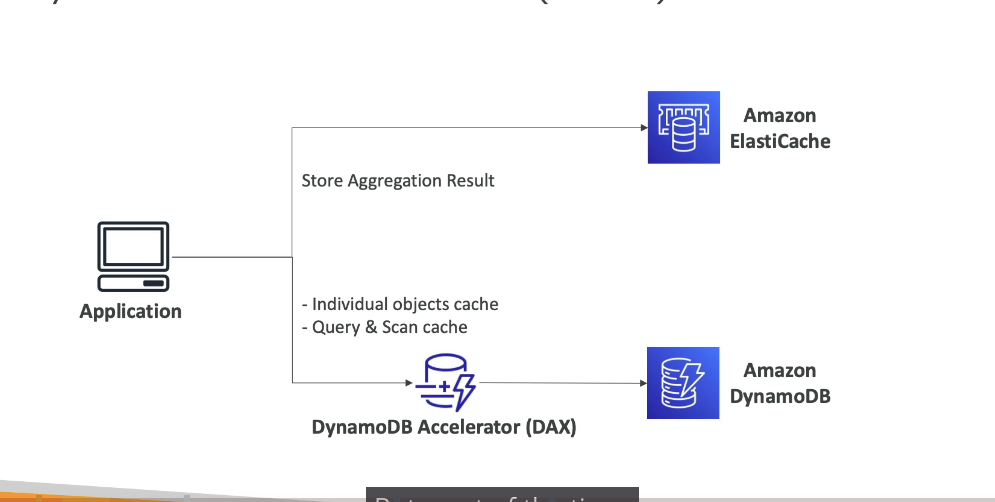 Amazon
ElastiCache
Store Aggregation Result
Application
- Individual objects cache
- Query & Scan cache
Amazon
DynamoDB
DynamoDB Accelerator (DAX)